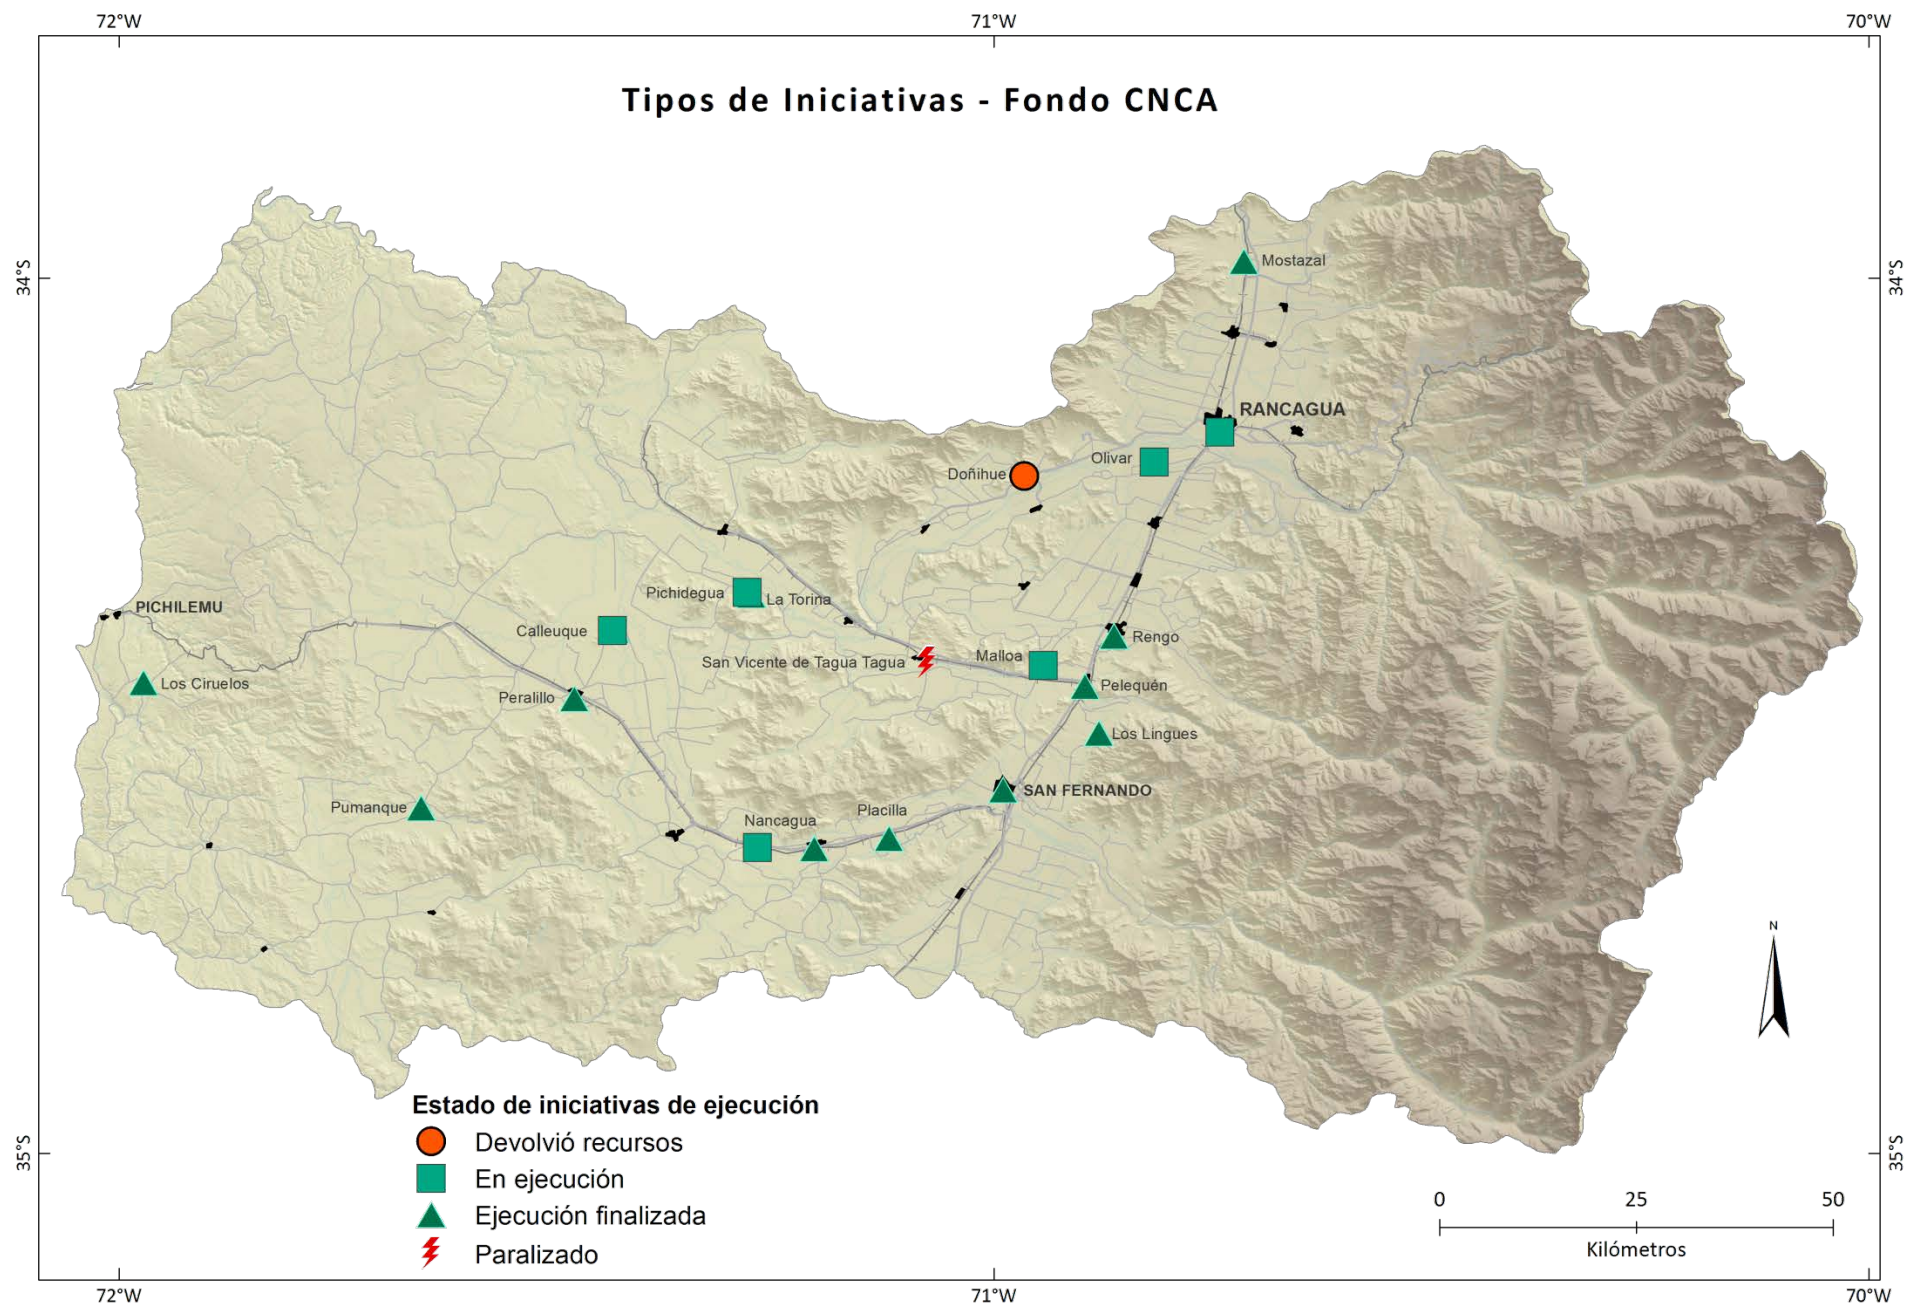 72°W
71°W
70°W
Tipos de Iniciativas - Fondo CNCA
34°S
34°S
Mostazal
RANCAGUA
Olivar
Doñihue
Pichidegua
La Torina
PICHILEMU
Calleuque
Rengo
San Vicente de Tagua Tagua
Malloa
Los Ciruelos
Pelequén
Peralillo
Los Lingues
SAN FERNANDO
Pumanque
Placilla
Nancagua
N
Estado de iniciativas de ejecución
Devolvió recursos
En ejecución
Ejecución finalizada
Paralizado
35°S
35°S
0 25 50
Kilómetros
72°W
71°W
70°W